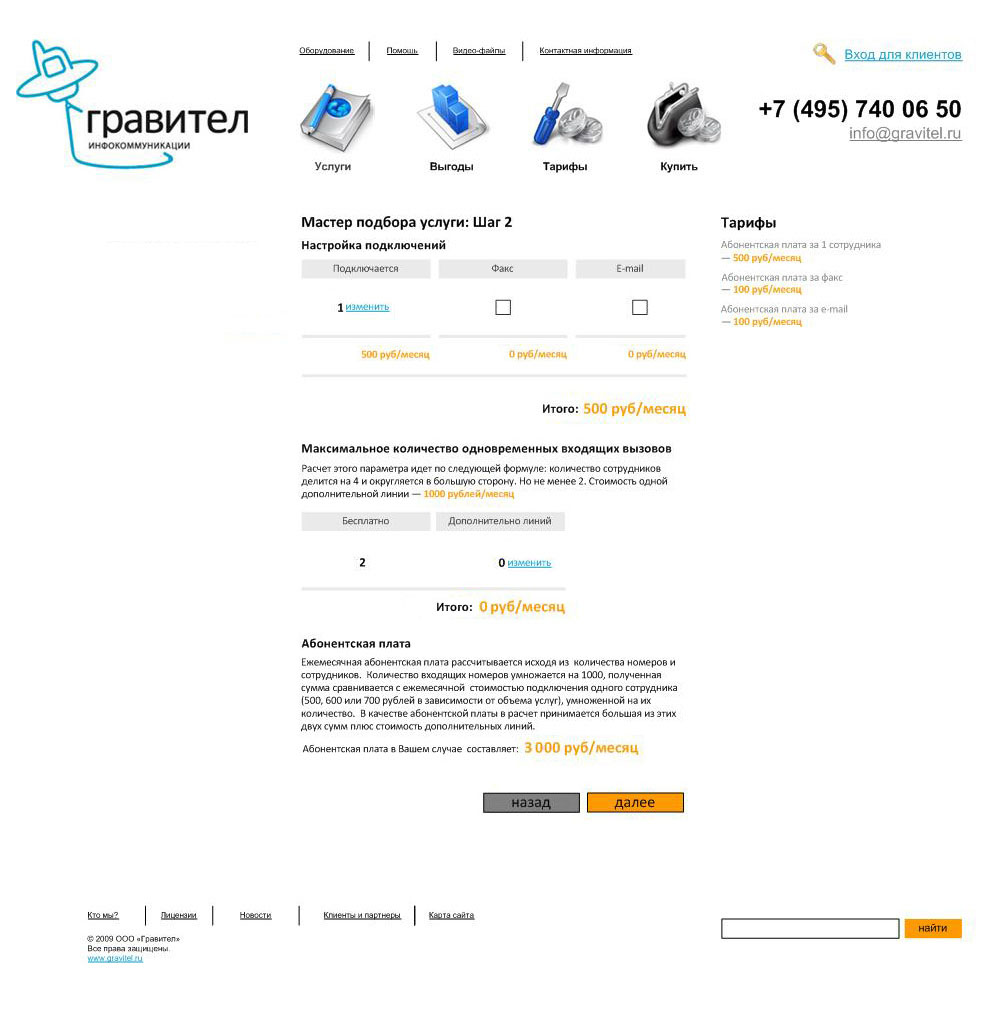 Оборудование
Помощь
Видео-файлы
Контактная информация
Вход для клиентов
гравител
ИНФОКОММУНИКАЦИИ
+7 (495) 740 06 50
info@gravitel.ru
Услуги
Выгоды
Тарифы
Купить
Мастер подбора услуги: Шаг 2
Настройка подключений
Подключается
Факс
E-mail
1 изменить
500 руб/месяц
0 руб/месяц
0 руб/месяц
Итого: 500 руб/месяц
Тарифы
Абонентская плата за 1 сотрудника
— 500 руб/месяц
Абонентская плата за факс
— 100 руб/месяц
Абонентская плата за e-mail
— 100 руб/месяц
Максимальное количество одновременных входящих вызовов
Расчет этого параметра идет по следующей формуле: количество сотрудников
делится на 4 и округляется в большую сторону. Но не менее 2. Стоимость одной
дополнительной линии — 1000 рублей/месяц
Бесплатно
Дополнительно линий
2
0 изменить
Итого: 0 руб/месяц
Абонентская плата
Ежемесячная абонентская плата рассчитывается исходя из количества номеров и
сотрудников. Количество входящих номеров умножается на 1000, полученная
сумма сравнивается с ежемесячной стоимостью подключения одного сотрудника
(500, 600 или 700 рублей в зависимости от объема услуг), умноженной на их
количество. В качестве абонентской платы в расчет принимается большая из этих
двух сумм плюс стоимость дополнительных линий.
Абонентская плата в Вашем случае составляет: 3 000 руб/месяц
назад
далее
Кто мы?
Лицензии
Новости
Клиенты и партнеры
Карта сайта
найти
© 2009 ООО «Гравител»
Все права защищены.
www.gravitel.ru